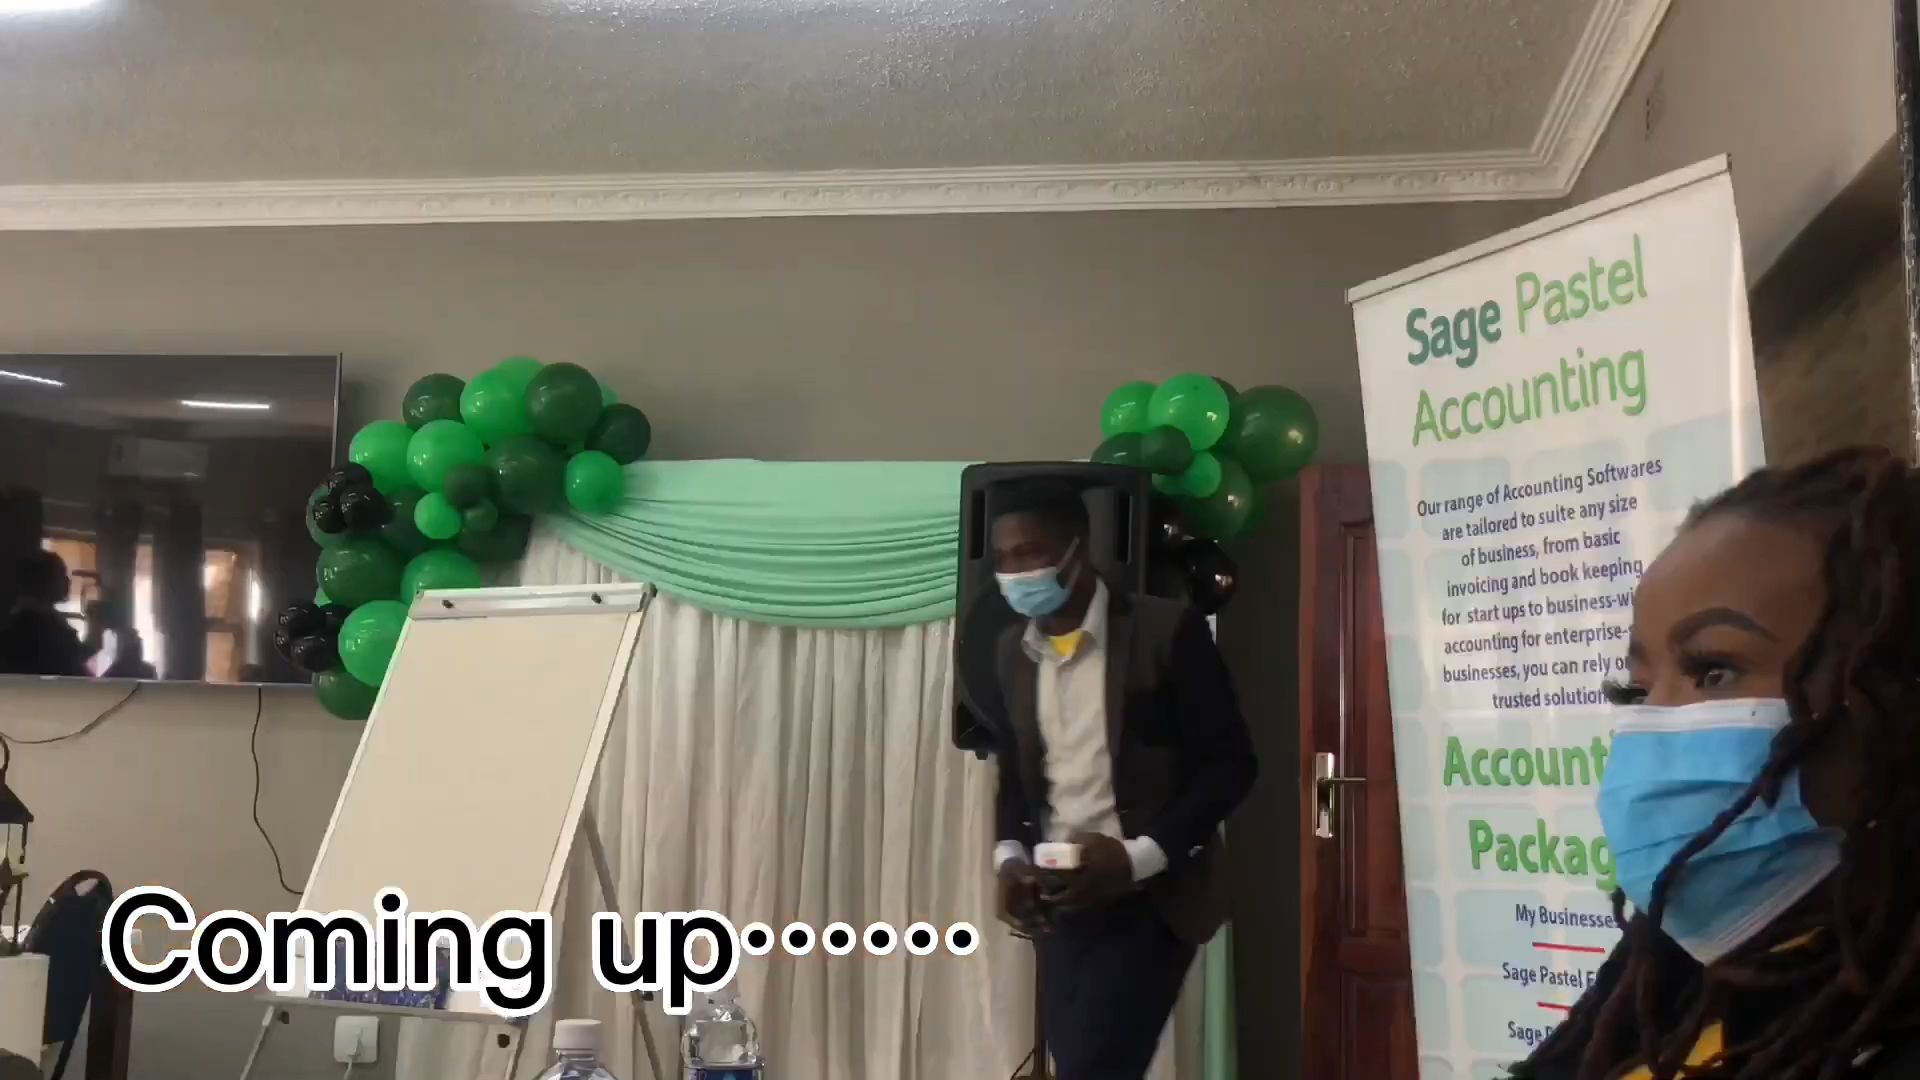 Sage Pastel
Accounting
Our range of Accounting Softwares
are tailored to suite any size
of business, from basic
invoicing and book keeping
for start ups to business-wi
accounting for enterprise-
businesses, you can rely
trusted solution
Account
Packag
My Businesse
Sage Pastel
Sage
Coming up······